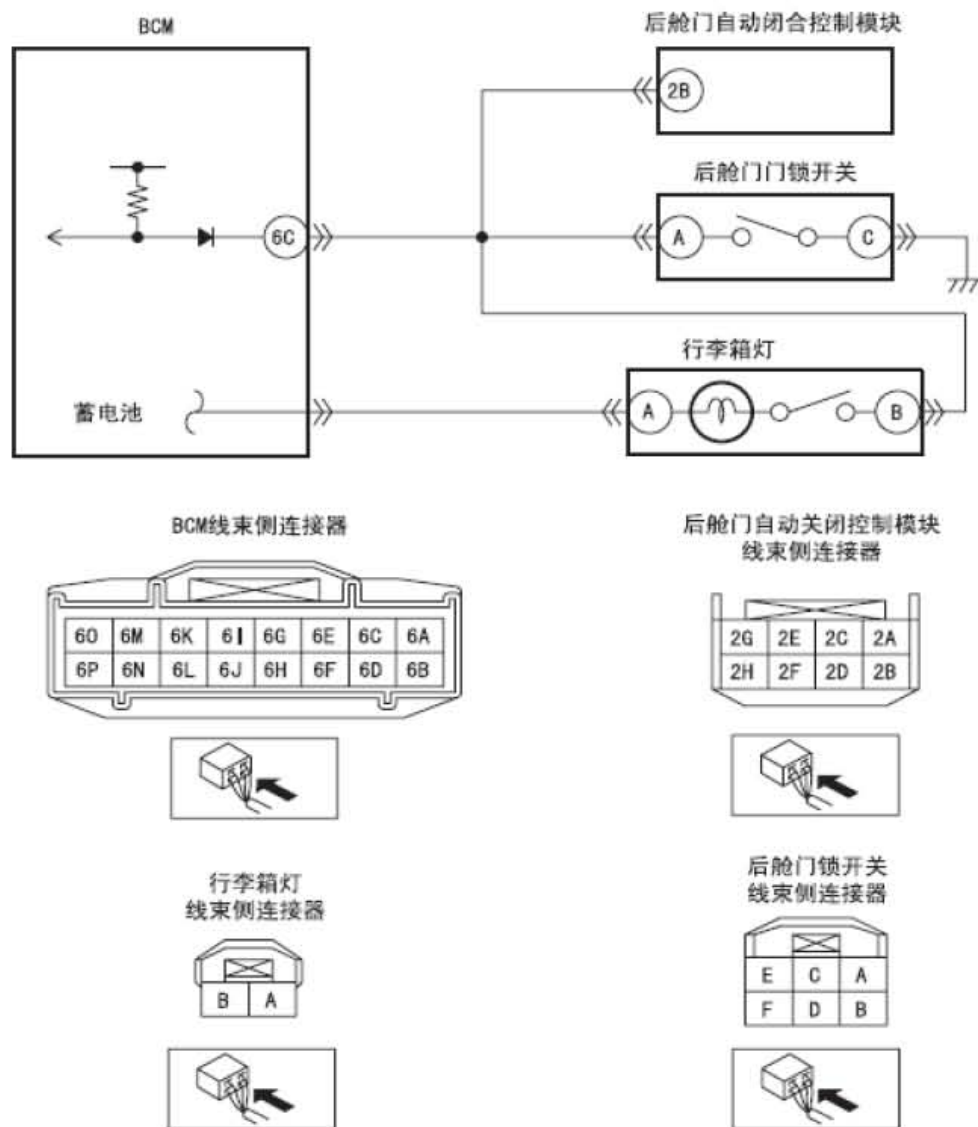 BCM
后舱门自动闭合控制模块
2B
后舱门门锁开关
6C
A
C
行李箱灯
蓄电池
A
B
BCM线束侧连接器
6O 6M 6K 6I 6G 6E 6C 6A
6P 6N 6L 6J 6H 6F 6D 6B
后舱门自动关闭控制模块
线束侧连接器
2G 2E 2C 2A
2H 2F 2D 2B
行李箱灯
线束侧连接器
B A
后舱门锁开关
线束侧连接器
E C A
F D B